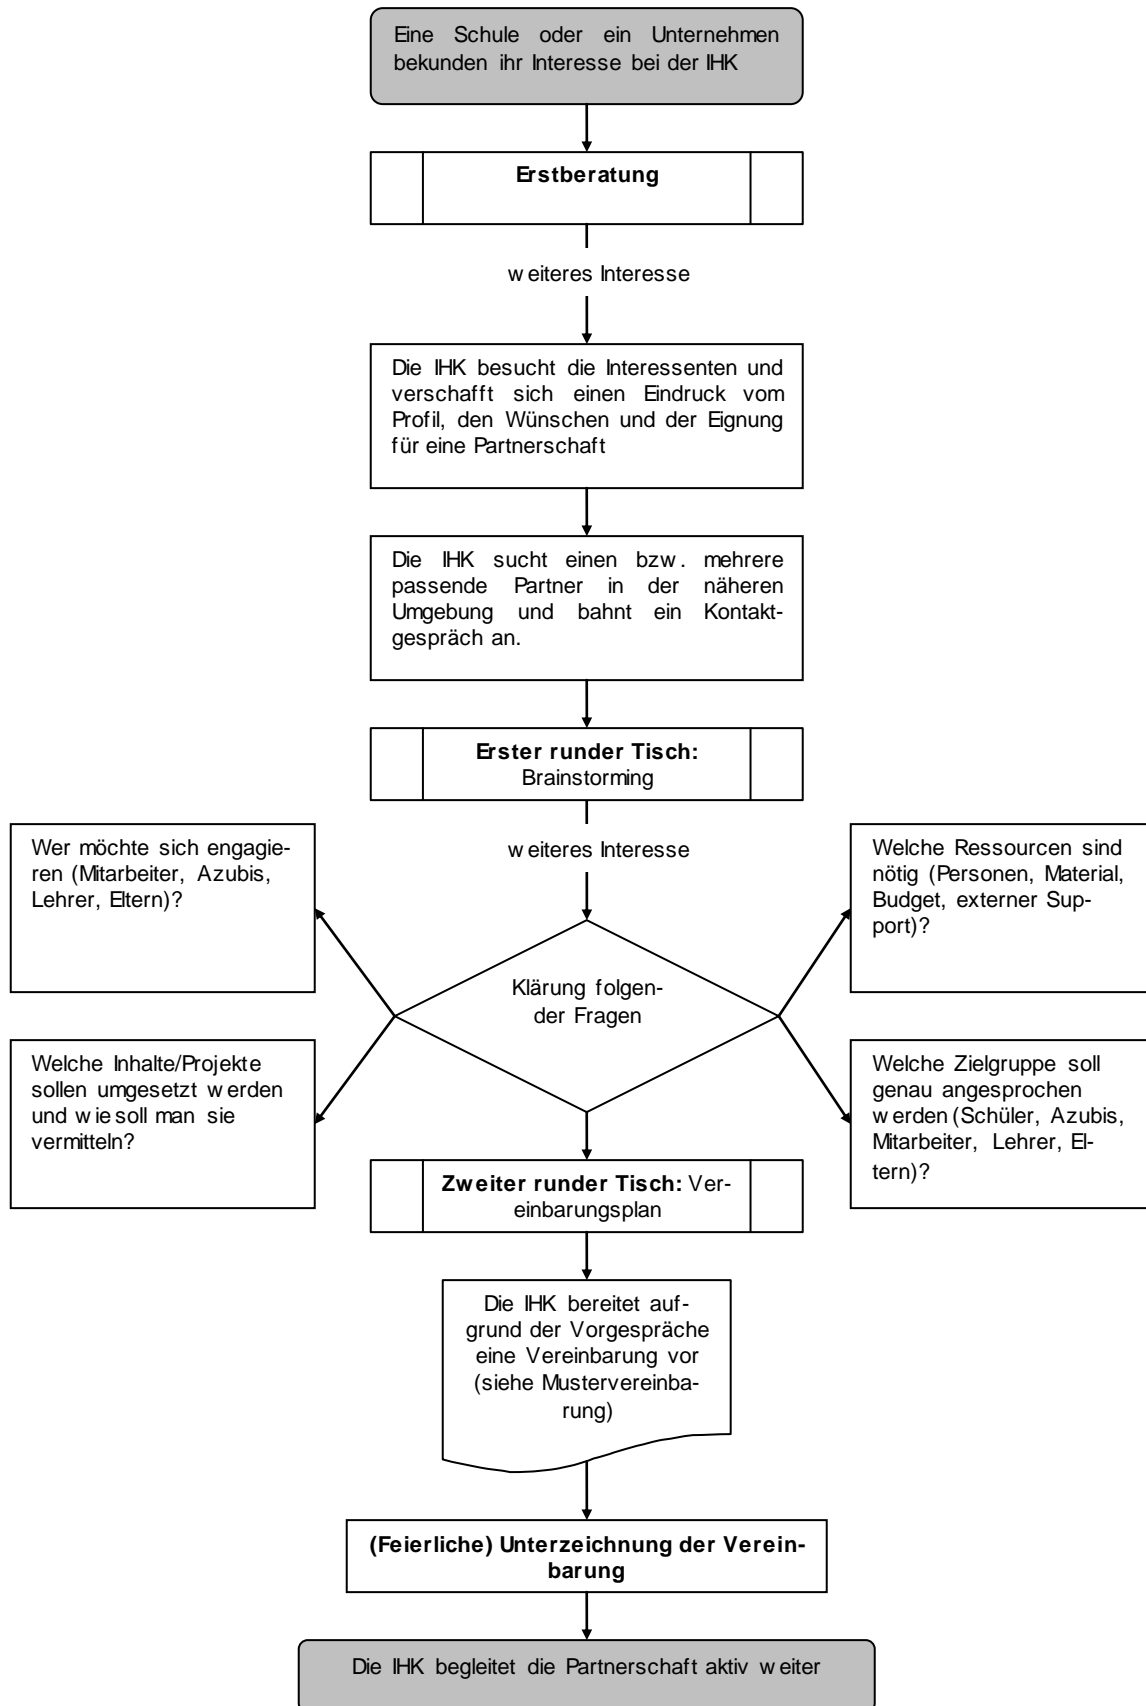 Eine Schule oder ein Unternehmen
bekunden ihr Interesse bei der IHK
Erstberatung
weiteres Interesse
Die IHK besucht die Interessenten und
verschafft sich einen Eindruck vom
Profil, den Wünschen und der Eignung
für eine Partnerschaft
Die IHK sucht einen bzw. mehrere
passende Partner in der näheren
Umgebung und bahnt ein Kontakt-
gespräch an.
Erster runder Tisch:
Brainstorming
weiteres Interesse
Wer möchte sich engagie-
ren (Mitarbeiter, Azubis,
Lehrer, Eltern)?
Welche Ressourcen sind
nötig (Personen, Material,
Budget, externer Sup-
port)?
Klärung folgen-
der Fragen
Welche Inhalte/Projekte
sollen umgesetzt werden
und wie soll man sie
vermitteln?
Welche Zielgruppe soll
genau angesprochen
werden (Schüler, Azubis,
Mitarbeiter, Lehrer, El-
tern)?
Zweiter runder Tisch: Ver-
einbarungsplan
Die IHK bereitet auf-
grund der Vorgespräche
eine Vereinbarung vor
(siehe Mustervereinba-
rung)
(Feierliche) Unterzeichnung der Verein-
barung
Die IHK begleitet die Partnerschaft aktiv weiter